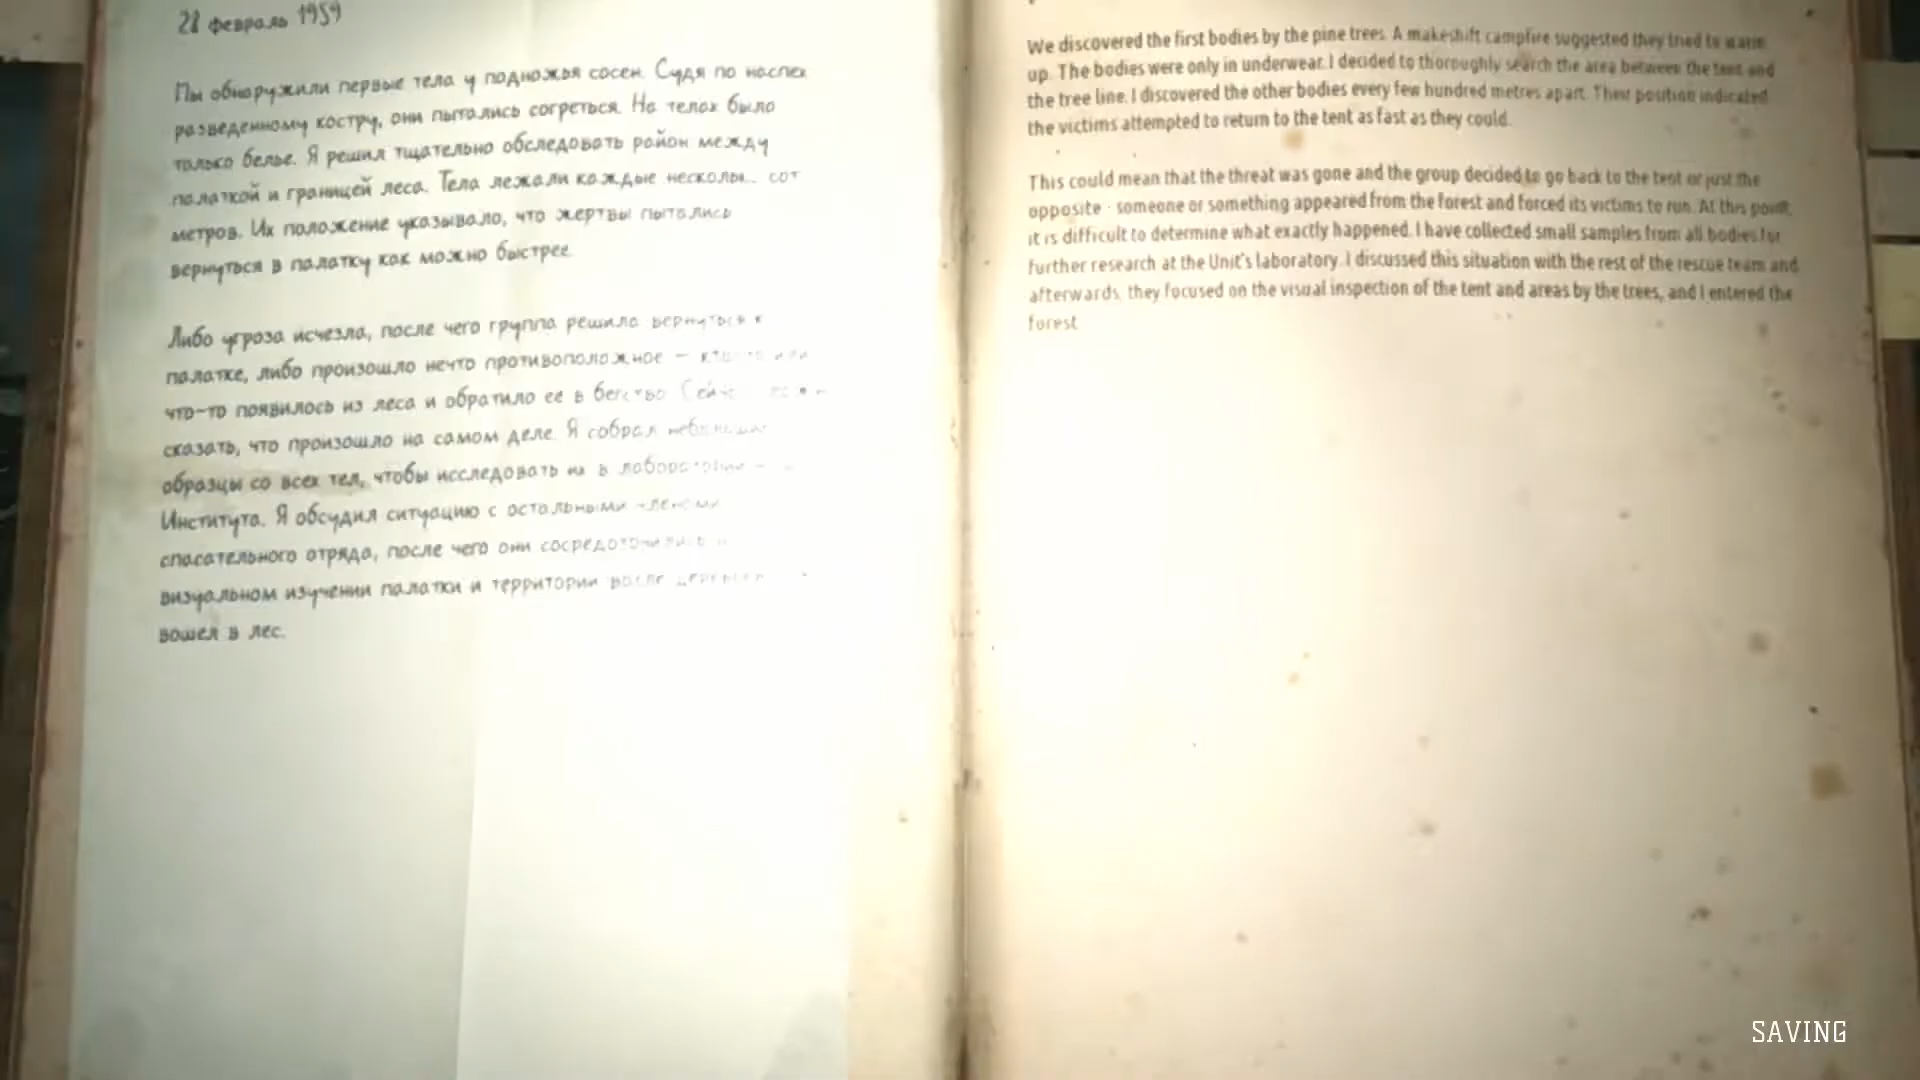 28 февраль 1959
Мы обнаружили первые тела у подножья сосен. Судя по наспех
разведенному костру, они пытались согреться. На телах было
только белье. Я решил тщательно обследовать район между
палаткой и границей леса. Тела лежали каждые несколь... сот
метров. Их положение указывало, что жертвы пытались
вернуться в палатку как можно быстрее.
Либо угроза исчезла, после чего группа решила вернуться к
палатке, либо произошло нечто противоположное – кто-то или
что-то появилось из леса и обратило ее в бегство.
сказать, что произошло на самом деле. Я собрал небольшие
образцы со всех тел, чтобы исследовать их в лаборатории
Института. Я обсудил ситуацию с остальными членами
спасательного отряда, после чего они сосредоточились н
визуальном изучении палатки и территории возле
вошел в лес.
We discovered the first bodies by the pine trees. A makeshift campfire suggested they tried to warm
up. The bodies were only in underwear. I decided to thoroughly search the area between the tent and
the tree line. I discovered the other bodies every few hundred metres apart. Their position indicated
the victims attempted to return to the tent as fast as they could.
This could mean that the threat was gone and the group decided to go back to the tent or just the
opposite - someone or something appeared from the forest and forced its victims to run. At this point,
it is difficult to determine what exactly happened. I have collected small samples from all bodies for
further research at the Unit's laboratory. I discussed this situation with the rest of the rescue team and
afterwards, they focused on the visual inspection of the tent and areas by the trees, and I entered the
forest.
SAVING